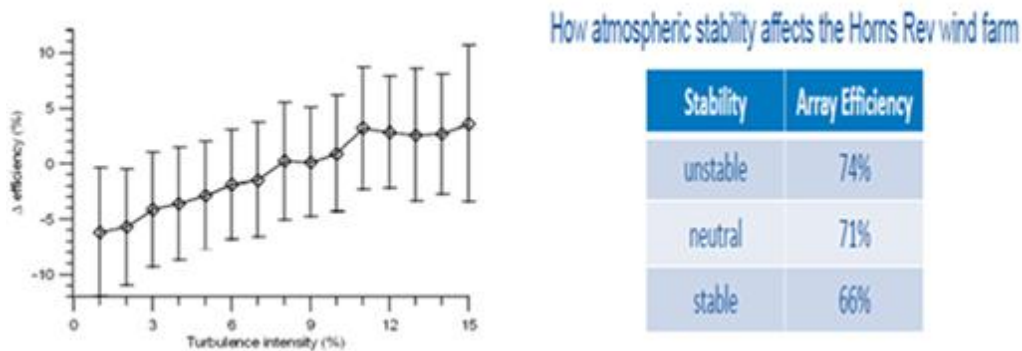 10
5
0
-5
-10
Δ efficiency (%)
0 3 6 9 12 15
Turbulence intensity (%)
How atmospheric stability affects the Horns Rev wind farm
Stability Array Efficiency
unstable 74%
neutral 71%
stable 66%